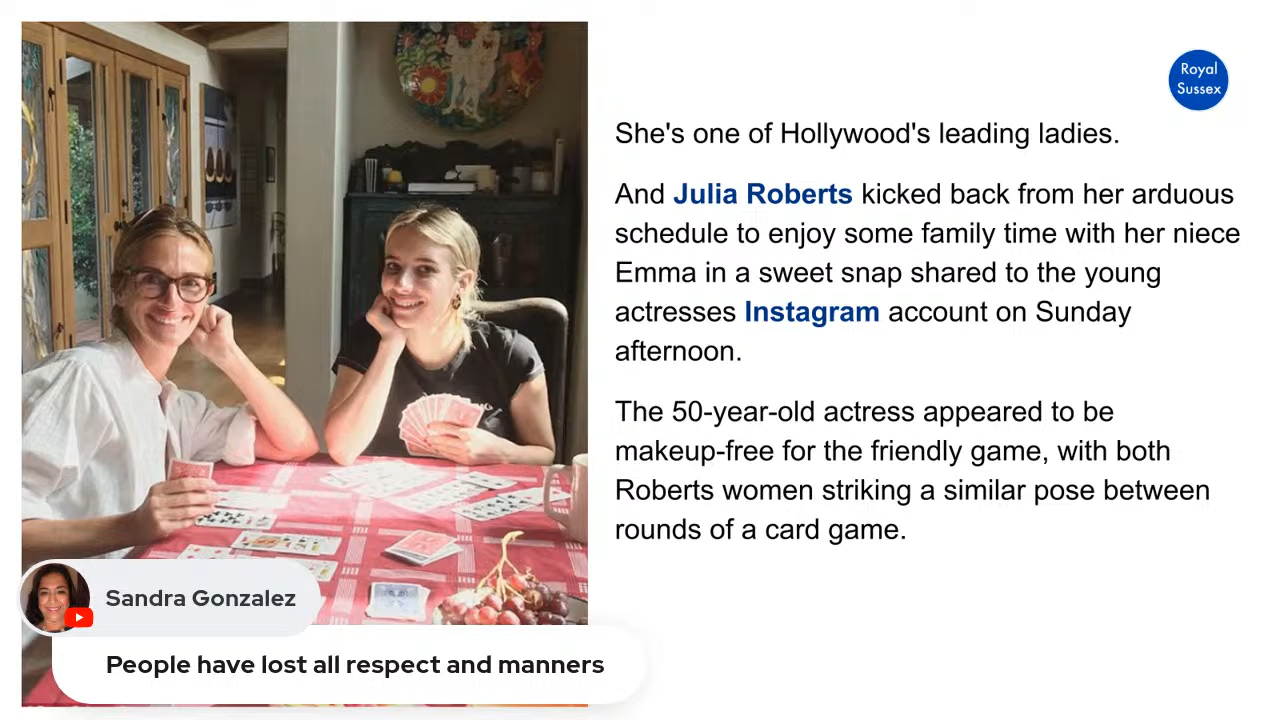 Royal
Sussex
She's one of Hollywood's leading ladies.
And Julia Roberts kicked back from her arduous
schedule to enjoy some family time with her niece
Emma in a sweet snap shared to the young
actresses Instagram account on Sunday
afternoon.
The 50-year-old actress appeared to be
makeup-free for the friendly game, with both
Roberts women striking a similar pose between
rounds of a card game.
Sandra Gonzalez
People have lost all respect and manners